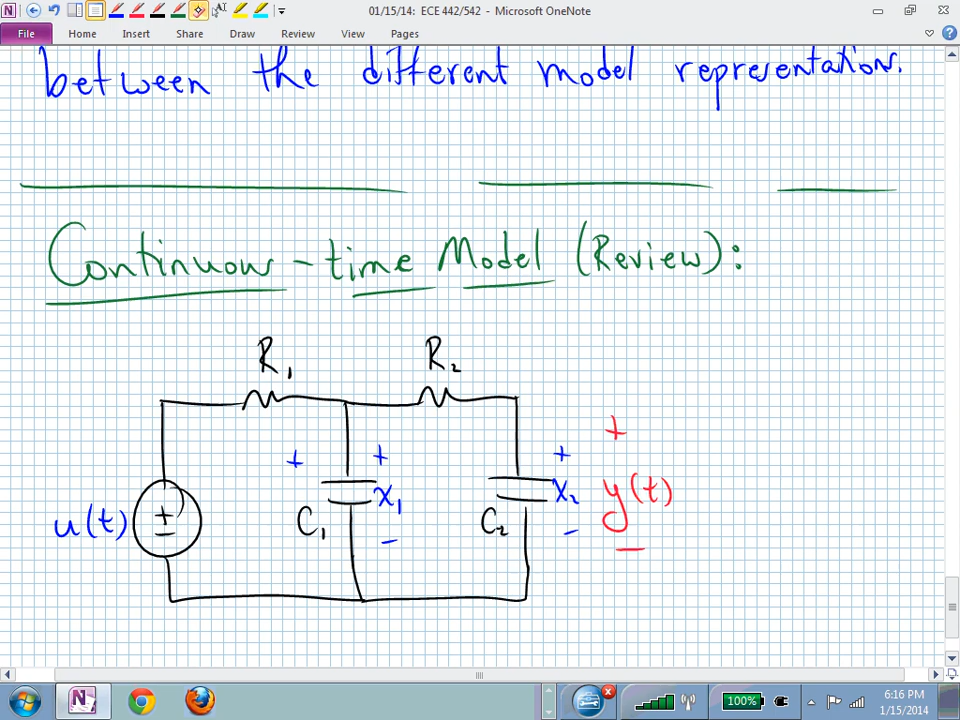 01/15/14: ECE 442/542 - Microsoft OneNote
File Home Insert Share Draw Review View Pages
between the different model representations.
Continuous-time Model (Review):
R1 R2
+ + + +
u(t) + - C1 x1 C2 x2 y(t)
- - -
100%
6:16 PM
1/15/2014